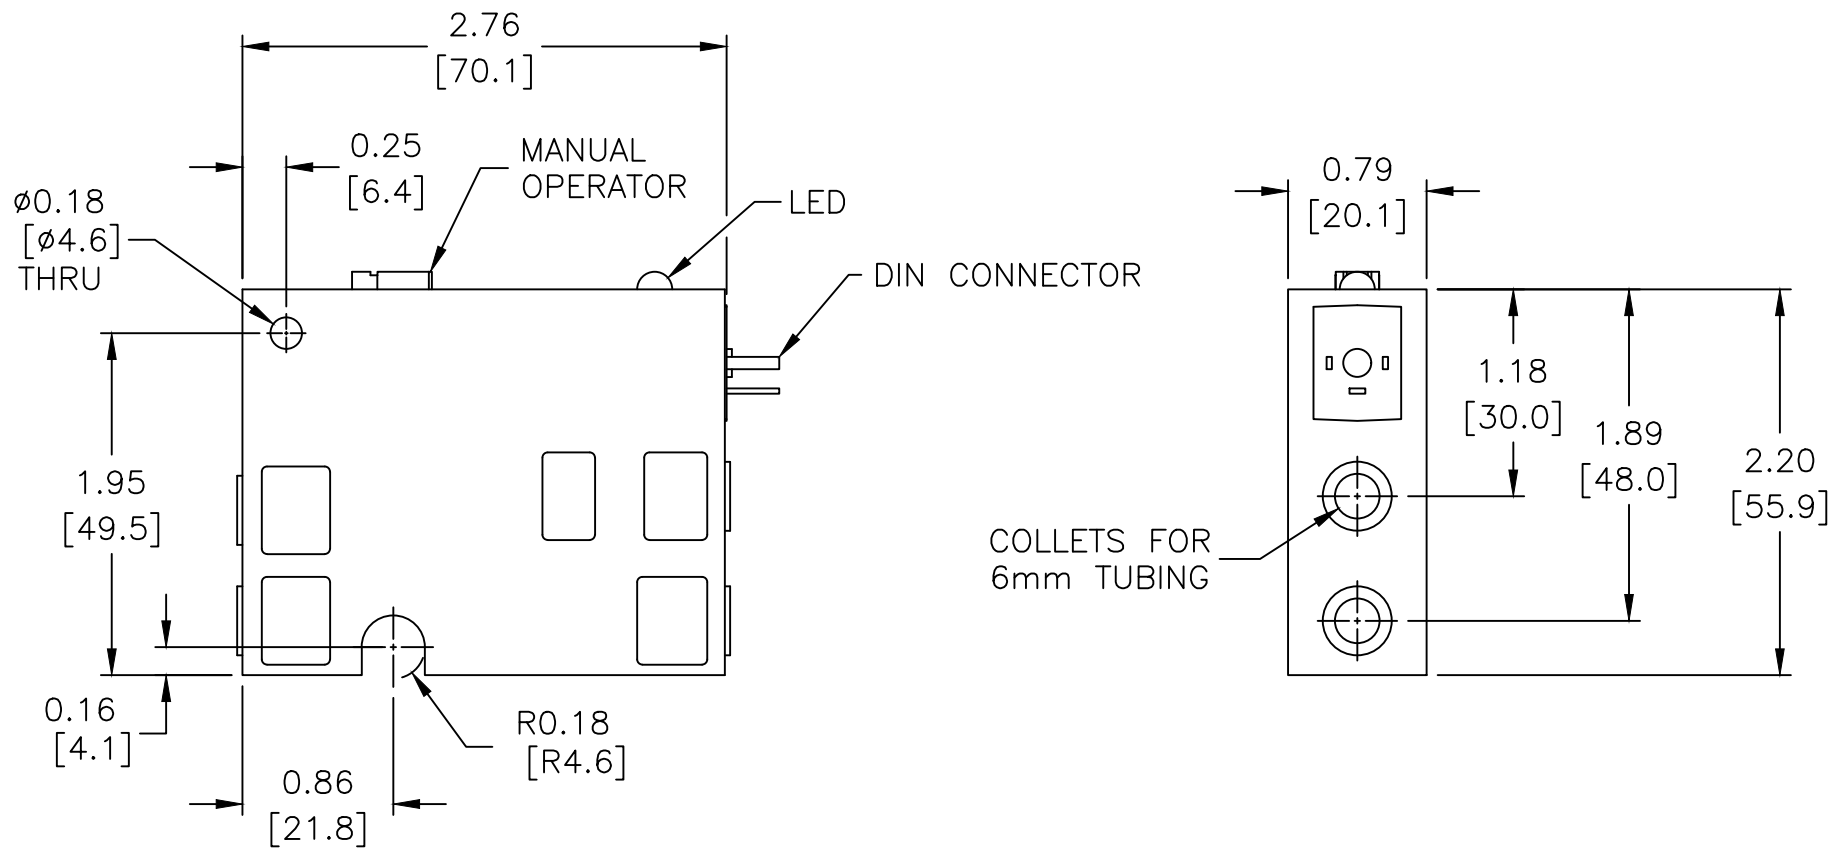 2.76
[70.1]
0.25
[6.4]
MANUAL
OPERATOR
LED
ø0.18
[ø4.6]
THRU
DIN CONNECTOR
1.95
[49.5]
0.16
[4.1]
0.86
[21.8]
R0.18
[R4.6]
0.79
[20.1]
1.18
[30.0]
1.89
[48.0]
2.20
[55.9]
COLLETS FOR
6mm TUBING